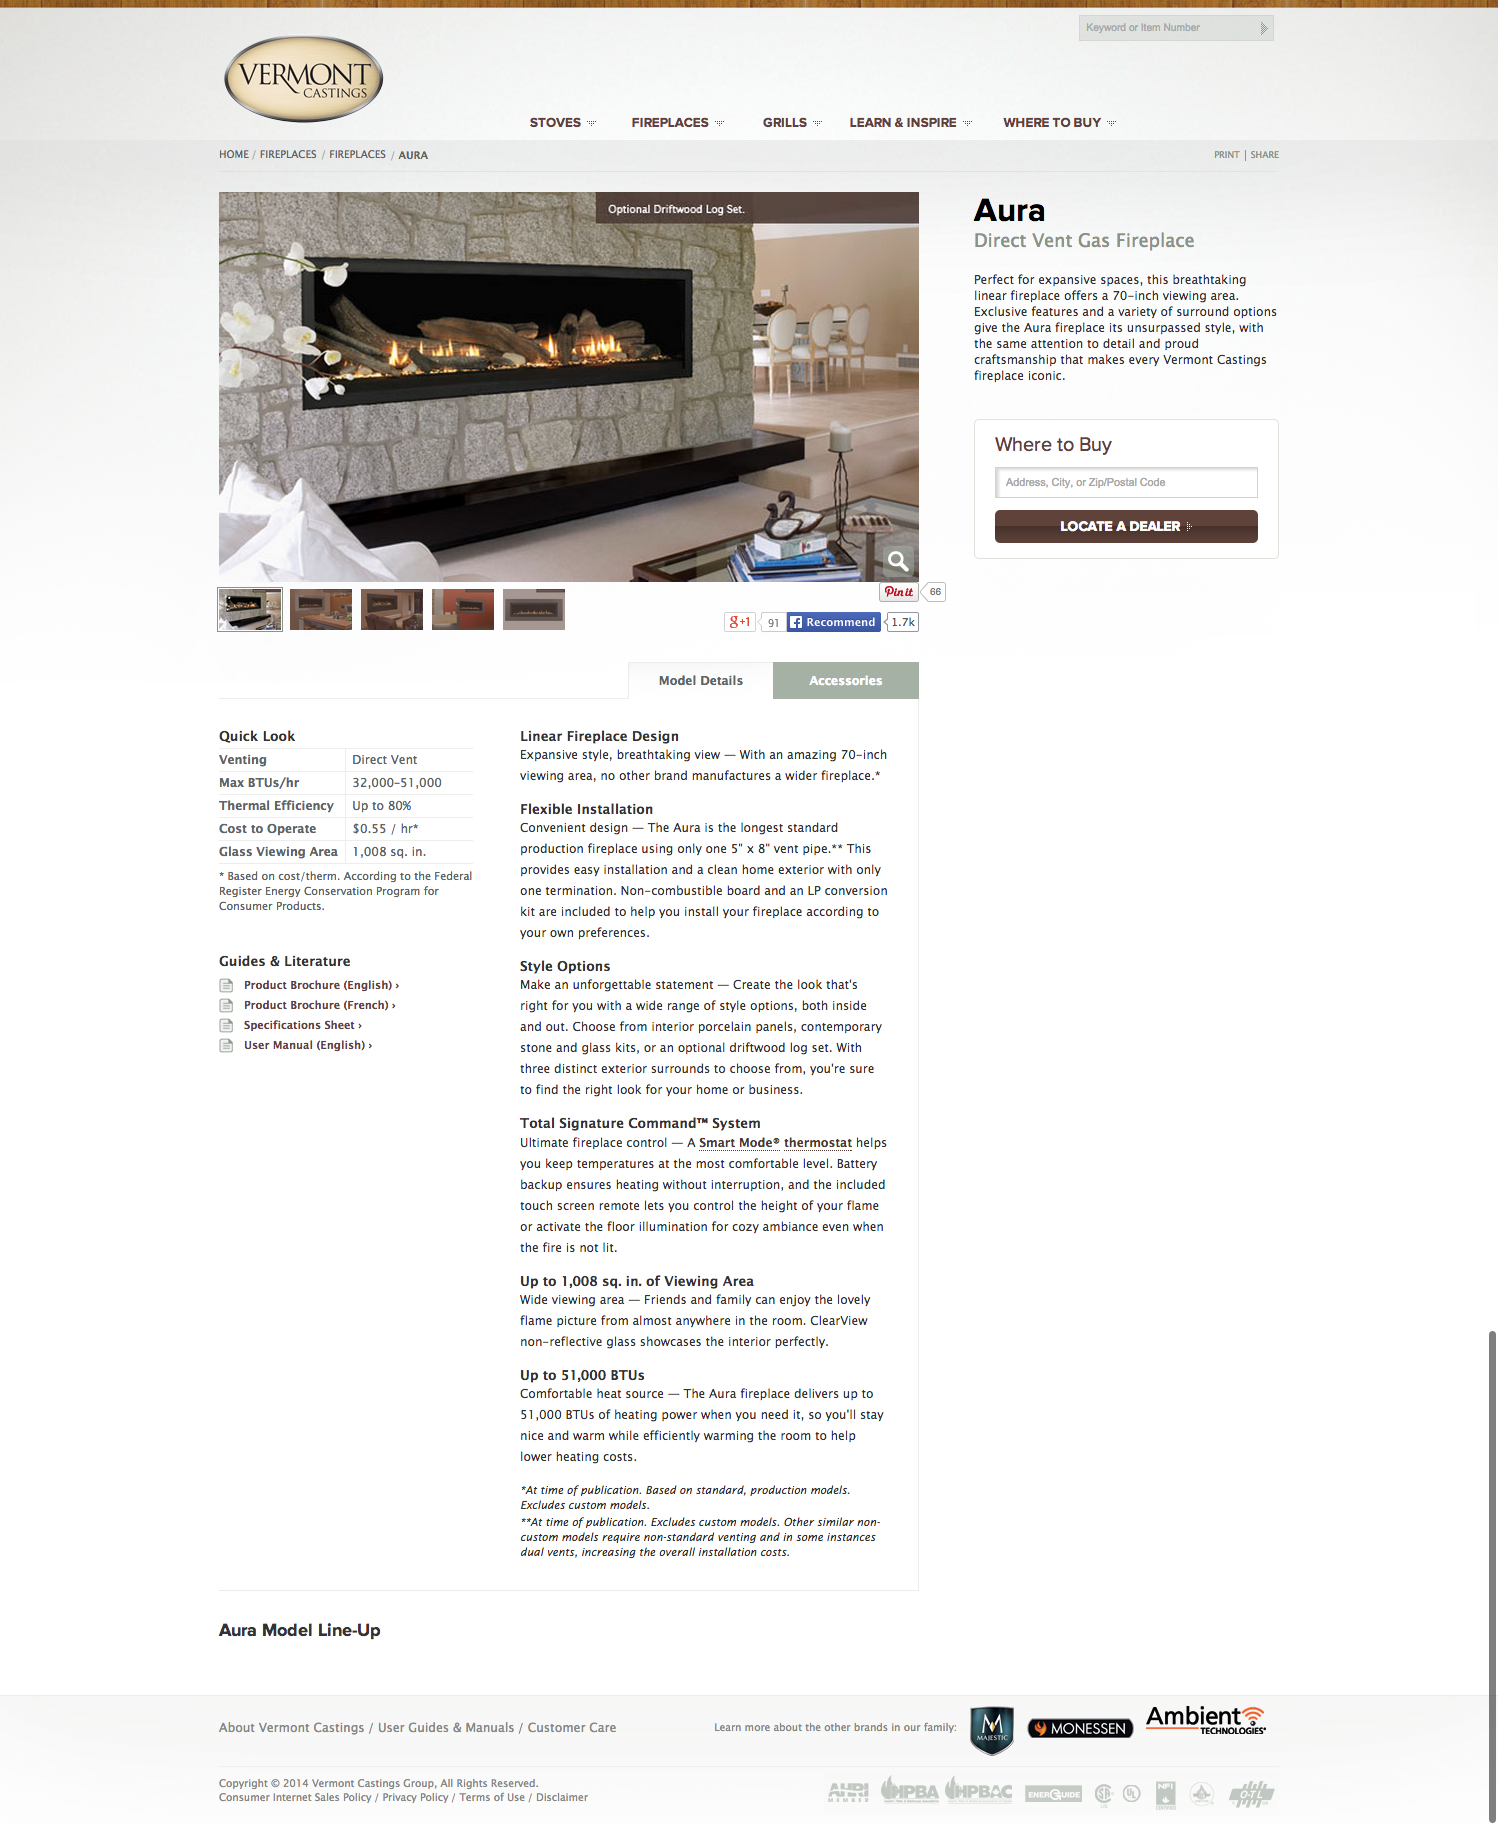 Keyword or Item Number
VERMONT
CASTINGS
STOVES FIREPLACES GRILLS LEARN & INSPIRE WHERE TO BUY
HOME / FIREPLACES / FIREPLACES / AURA
PRINT | SHARE
Optional Driftwood Log Set.
Aura
Direct Vent Gas Fireplace
Perfect for expansive spaces, this breathtaking
linear fireplace offers a 70-inch viewing area.
Exclusive features and a variety of surround options
give the Aura fireplace its unsurpassed style, with
the same attention to detail and proud
craftsmanship that makes every Vermont Castings
fireplace iconic.
Where to Buy
Address, City, or Zip/Postal Code
LOCATE A DEALER
Pin it 66
g+1 91 Recommend 1.7k
Model Details Accessories
Quick Look
Venting Direct Vent
Max BTUs/hr 32,000-51,000
Thermal Efficiency Up to 80%
Cost to Operate $0.55 / hr*
Glass Viewing Area 1,008 sq. in.
* Based on cost/therm. According to the Federal
Register Energy Conservation Program for
Consumer Products.
Guides & Literature
Product Brochure (English) ›
Product Brochure (French) ›
Specifications Sheet ›
User Manual (English) ›
Linear Fireplace Design
Expansive style, breathtaking view — With an amazing 70-inch
viewing area, no other brand manufactures a wider fireplace.*
Flexible Installation
Convenient design — The Aura is the longest standard
production fireplace using only one 5" x 8" vent pipe.** This
provides easy installation and a clean home exterior with only
one termination. Non-combustible board and an LP conversion
kit are included to help you install your fireplace according to
your own preferences.
Style Options
Make an unforgettable statement — Create the look that's
right for you with a wide range of style options, both inside
and out. Choose from interior porcelain panels, contemporary
stone and glass kits, or an optional driftwood log set. With
three distinct exterior surrounds to choose from, you're sure
to find the right look for your home or business.
Total Signature Command™ System
Ultimate fireplace control — A Smart Mode® thermostat helps
you keep temperatures at the most comfortable level. Battery
backup ensures heating without interruption, and the included
touch screen remote lets you control the height of your flame
or activate the floor illumination for cozy ambiance even when
the fire is not lit.
Up to 1,008 sq. in. of Viewing Area
Wide viewing area — Friends and family can enjoy the lovely
flame picture from almost anywhere in the room. ClearView
non-reflective glass showcases the interior perfectly.
Up to 51,000 BTUs
Comfortable heat source — The Aura fireplace delivers up to
51,000 BTUs of heating power when you need it, so you'll stay
nice and warm while efficiently warming the room to help
lower heating costs.
*At time of publication. Based on standard, production models.
Excludes custom models.
**At time of publication. Excludes custom models. Other similar non-
custom models require non-standard venting and in some instances
dual vents, increasing the overall installation costs.
Aura Model Line-Up
About Vermont Castings / User Guides & Manuals / Customer Care
Learn more about the other brands in our family:
M
MAJESTIC
MONESSEN
Ambient
TECHNOLOGIES
Copyright © 2014 Vermont Castings Group, All Rights Reserved.
Consumer Internet Sales Policy / Privacy Policy / Terms of Use / Disclaimer
AHRI
MEMBER
HPBA
HPBAC
ENERGUIDE
UL
NFI
CERTIFIED
O-TL